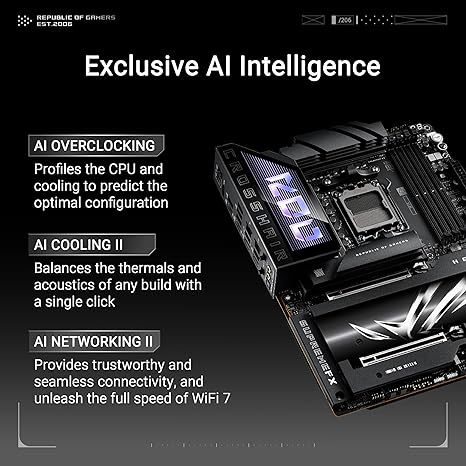 REPUBLIC OF GAMERS
EST.2006
/206
Exclusive AI Intelligence
AI OVERCLOCKING
Profiles the CPU and
cooling to predict the
optimal configuration
AI COOLING II
Balances the thermals and
acoustics of any build with
a single click
AI NETWORKING II
Provides trustworthy and
seamless connectivity, and
unleash the full speed of WiFi 7
CROSSHAIR
REPUBLIC OF GAMERS
SUPREMEFX